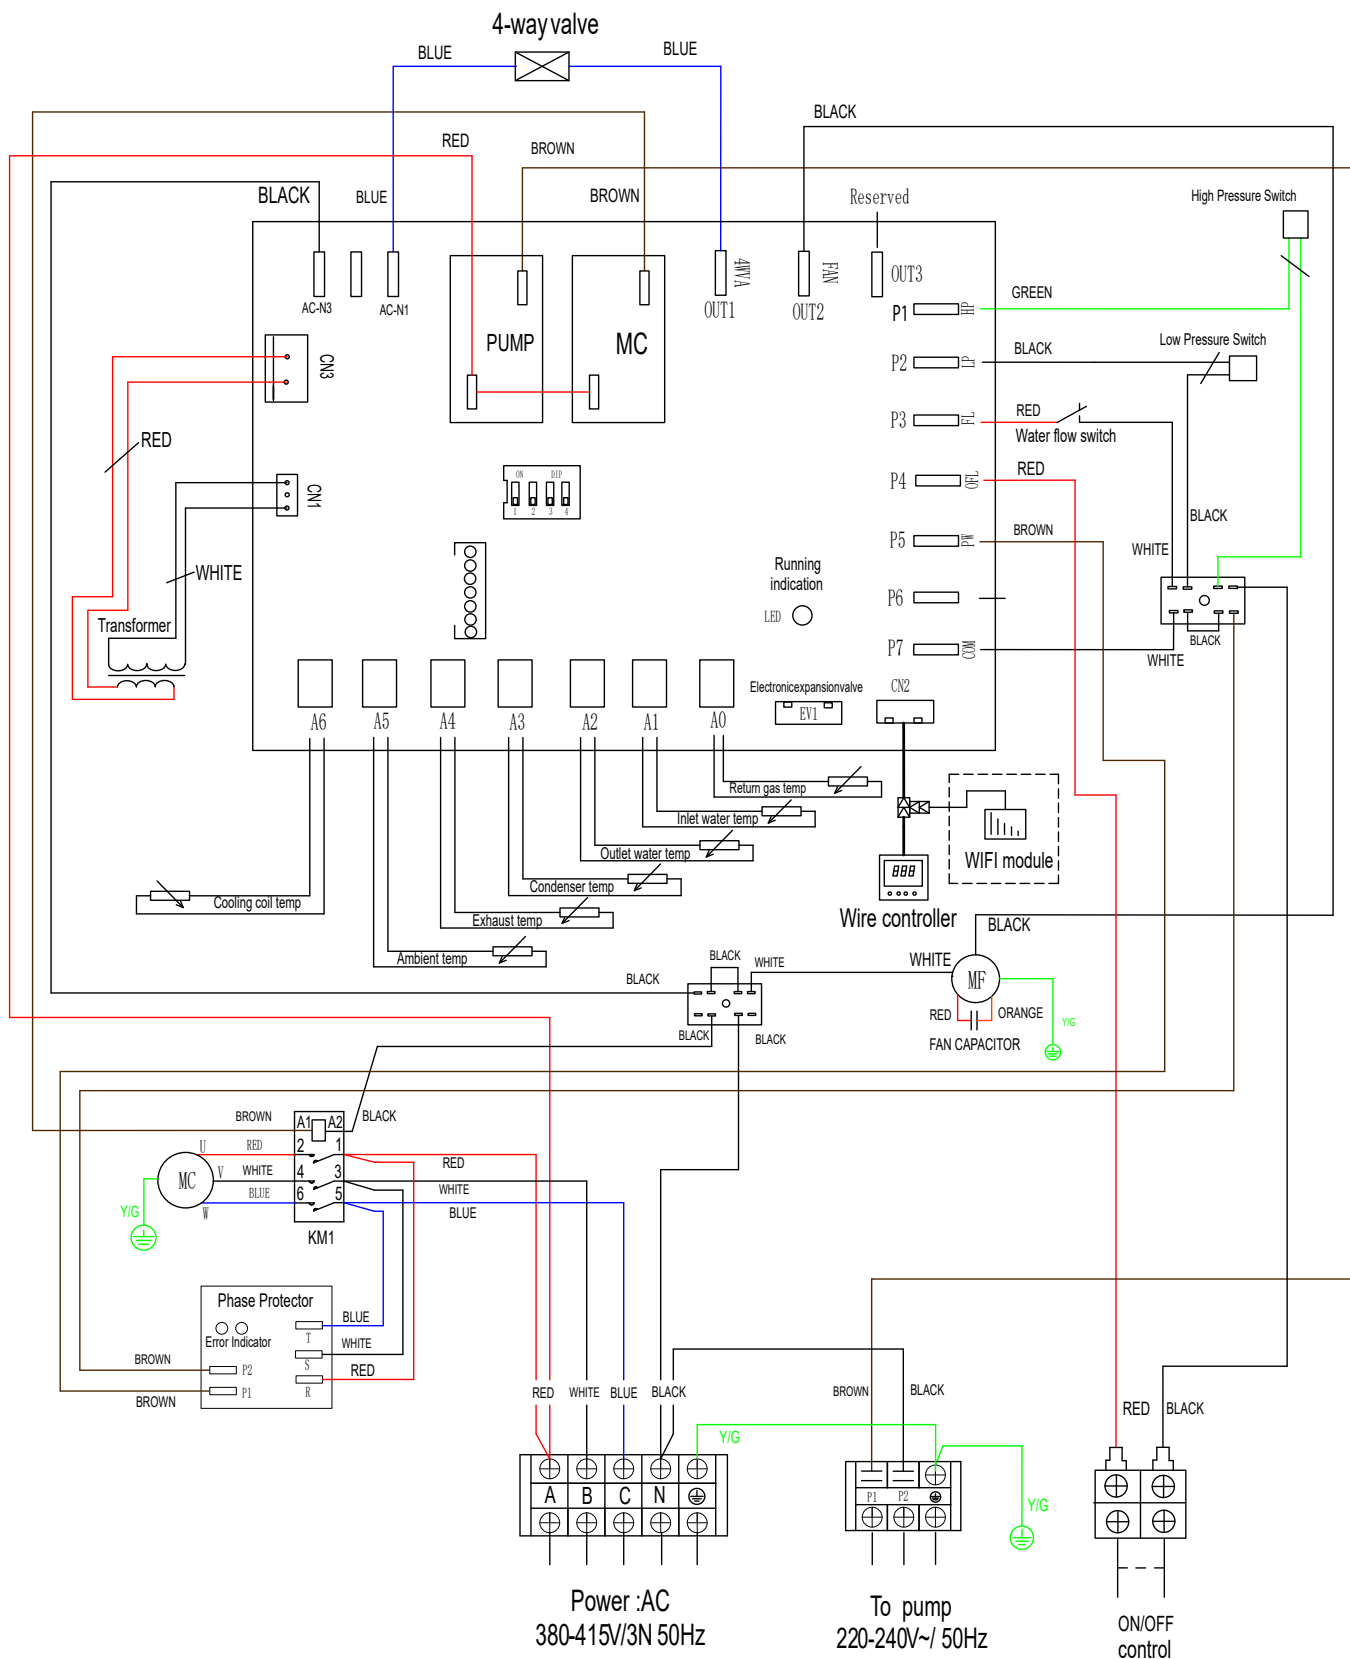 4-way valve
BLUE
BLUE
BLACK
RED
BROWN
BLACK
BLUE
BROWN
Reserved
High Pressure Switch
AC-N3
AC-N1
4WVA
OUT1
FAN
OUT2
OUT3
PUMP
MC
P1
HP
GREEN
CN3
P2
LP
BLACK
Low Pressure Switch
P3
FL
RED
Water flow switch
RED
CN1
ON
DIP
1 2 3 4
P4
OFL
RED
BLACK
P5
PW
BROWN
WHITE
WHITE
Running
indication
LED
P6
Transformer
P7
COM
BLACK
WHITE
Electronicexpansionvalve
EV1
CN2
A6
A5
A4
A3
A2
A1
A0
Return gas temp
Inlet water temp
Outlet water temp
Condenser temp
Cooling coil temp
Exhaust temp
Ambient temp
WIFI module
888
Wire controller
BLACK
BLACK
BLACK
WHITE
WHITE
MF
RED
ORANGE
Y/G
FAN CAPACITOR
BLACK
BLACK
BROWN
A1
A2
BLACK
U
RED
2
1
RED
MC
V
WHITE
4
3
WHITE
BLUE
6
5
BLUE
W
Y/G
KM1
Phase Protector
Error Indicator
T
BLUE
S
WHITE
BROWN
P2
R
RED
BROWN
P1
RED
WHITE
BLUE
BLACK
BROWN
BLACK
RED
BLACK
Y/G
A
B
C
N
P1
P2
Y/G
Power :AC
380-415V/3N 50Hz
To pump
220-240V~/ 50Hz
ON/OFF
control